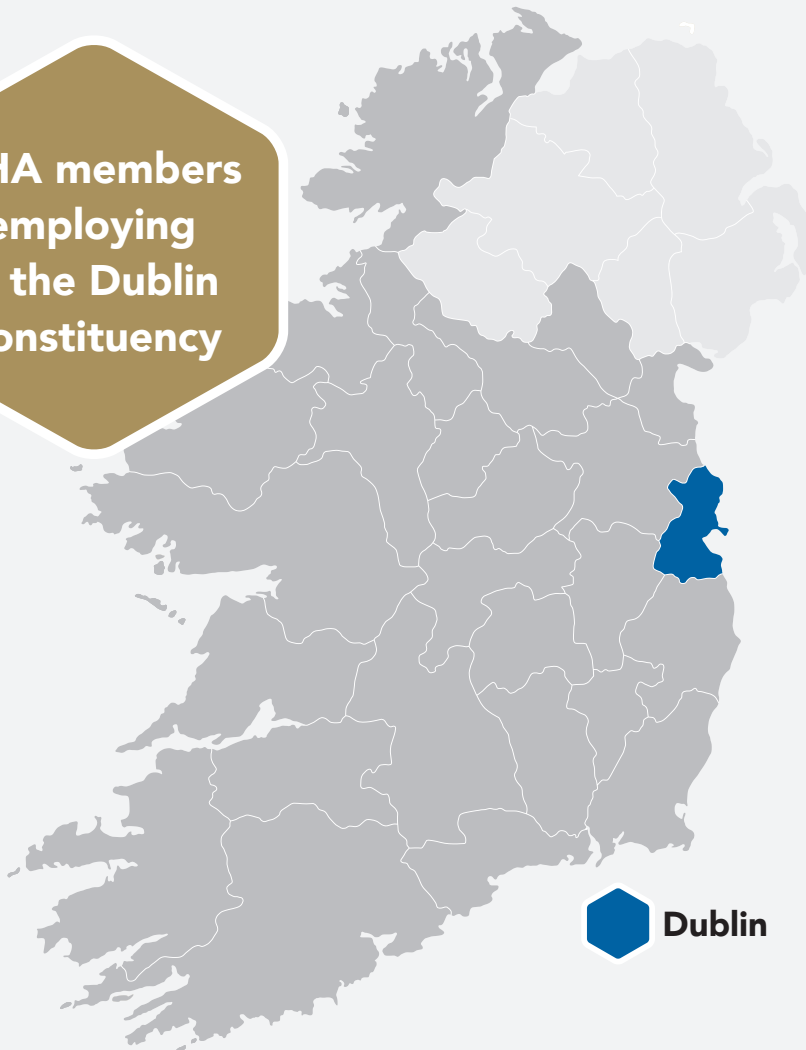 HA members
employing
the Dublin
onstituency
Dublin